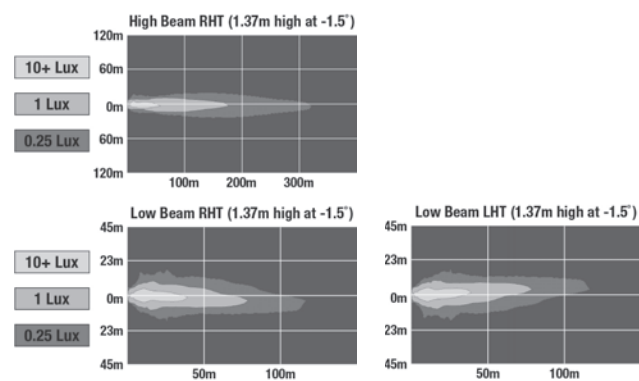 High Beam RHT (1.37m high at -1.5˚)
120m
10+ Lux
60m
1 Lux
0m
0.25 Lux
60m
120m
100m 200m 300m
Low Beam RHT (1.37m high at -1.5˚)
45m
10+ Lux
23m
1 Lux
0m
0.25 Lux
23m
45m
50m 100m
Low Beam LHT (1.37m high at -1.5˚)
45m
23m
0m
23m
45m
50m 100m